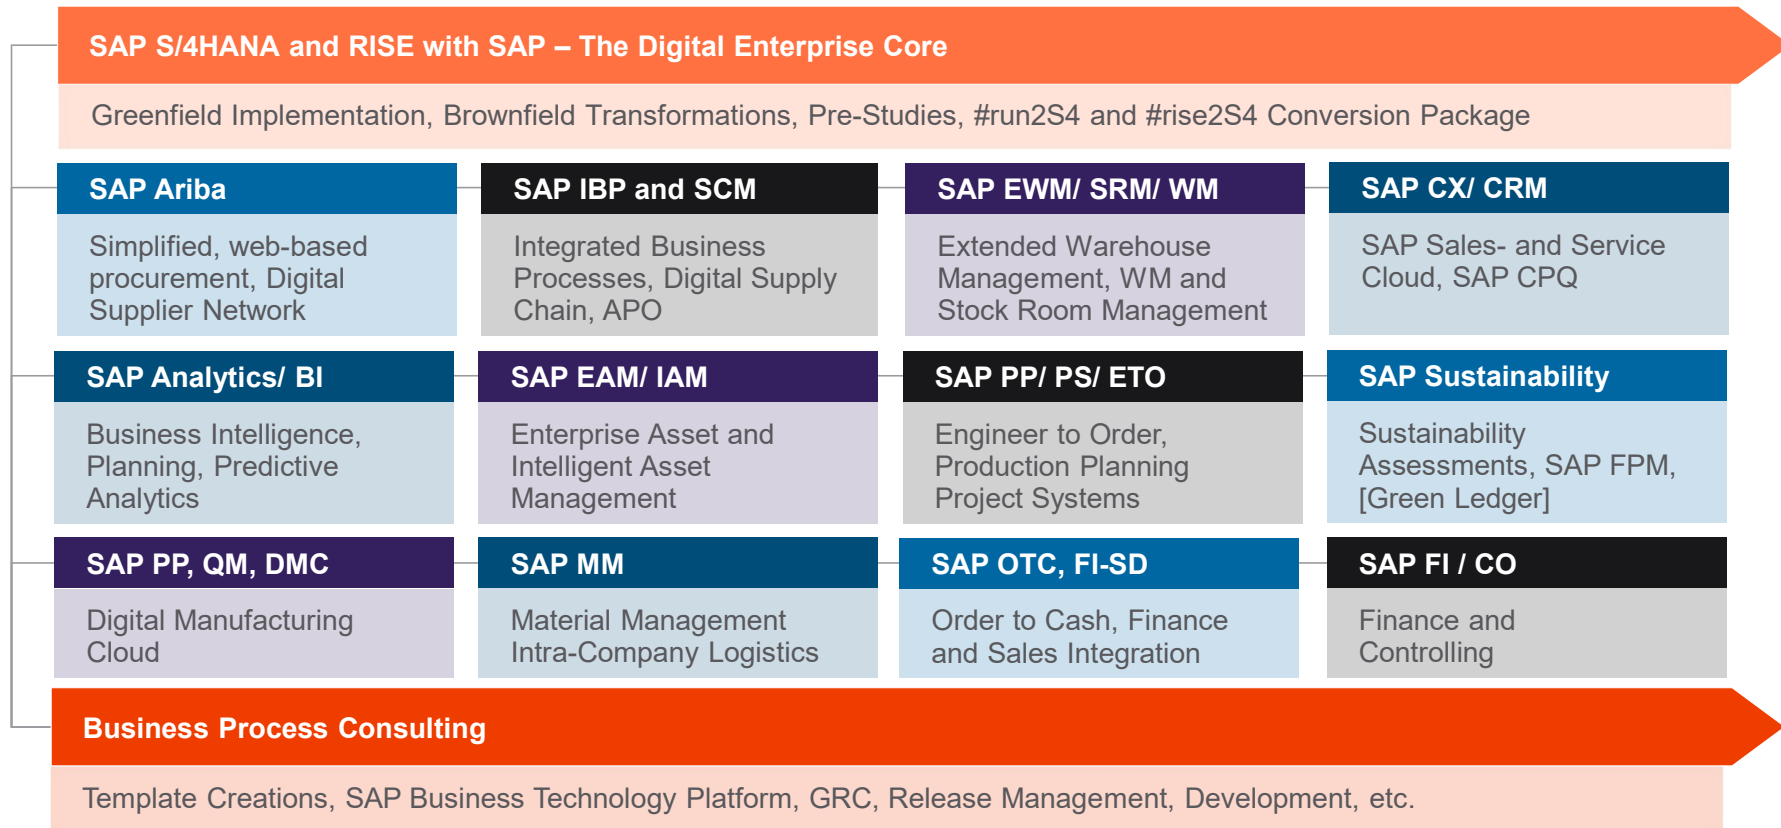 SAP S/4HANA and RISE with SAP – The Digital Enterprise Core
Greenfield Implementation, Brownfield Transformations, Pre-Studies, #run2S4 and #rise2S4 Conversion Package
SAP Ariba
Simplified, web-based
procurement, Digital
Supplier Network
SAP IBP and SCM
Integrated Business
Processes, Digital Supply
Chain, APO
SAP EWM/ SRM/ WM
Extended Warehouse
Management, WM and
Stock Room Management
SAP CX/ CRM
SAP Sales- and Service
Cloud, SAP CPQ
SAP Analytics/ BI
Business Intelligence,
Planning, Predictive
Analytics
SAP EAM/ IAM
Enterprise Asset and
Intelligent Asset
Management
SAP PP/ PS/ ETO
Engineer to Order,
Production Planning
Project Systems
SAP Sustainability
Sustainability
Assessments, SAP FPM,
[Green Ledger]
SAP PP, QM, DMC
Digital Manufacturing
Cloud
SAP MM
Material Management
Intra-Company Logistics
SAP OTC, FI-SD
Order to Cash, Finance
and Sales Integration
SAP FI / CO
Finance and
Controlling
Business Process Consulting
Template Creations, SAP Business Technology Platform, GRC, Release Management, Development, etc.